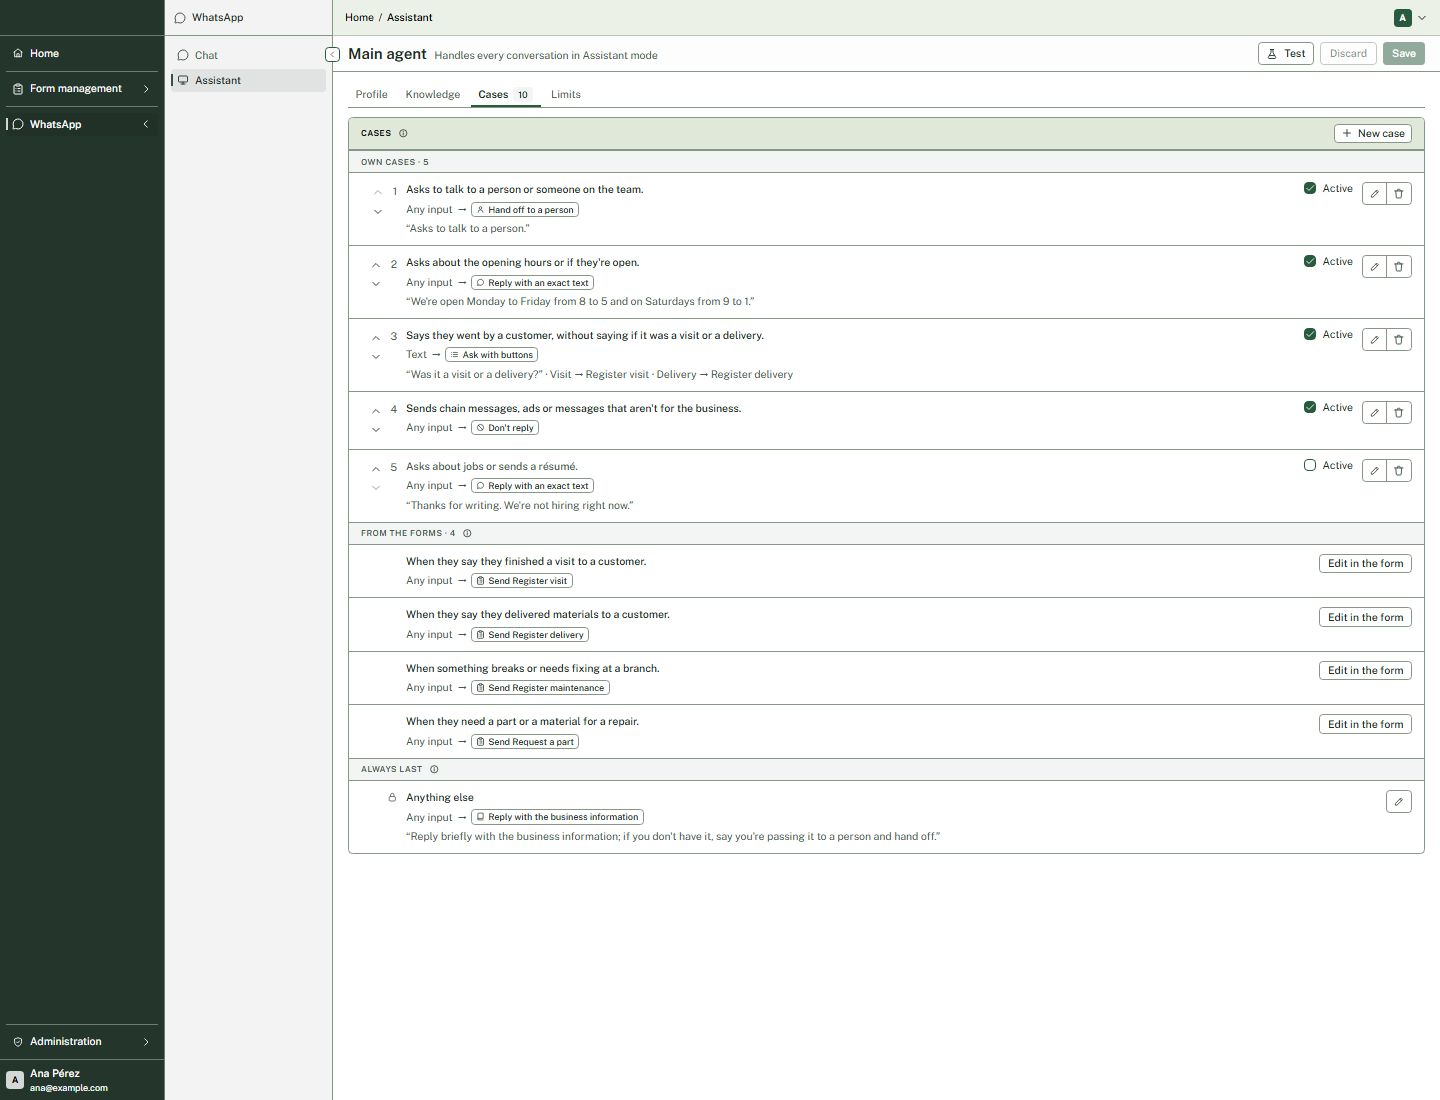 WhatsApp
Home / Assistant
A
Home
Form management
WhatsApp
Chat
Assistant
Main agent Handles every conversation in Assistant mode
Test
Discard
Save
Profile
Knowledge
Cases 10
Limits
CASES
New case
OWN CASES · 5
1 Asks to talk to a person or someone on the team.
Active
Any input → Hand off to a person
“Asks to talk to a person.”
2 Asks about the opening hours or if they're open.
Active
Any input → Reply with an exact text
“We're open Monday to Friday from 8 to 5 and on Saturdays from 9 to 1.”
3 Says they went by a customer, without saying if it was a visit or a delivery.
Active
Text → Ask with buttons
“Was it a visit or a delivery?” · Visit → Register visit · Delivery → Register delivery
4 Sends chain messages, ads or messages that aren't for the business.
Active
Any input → Don't reply
5 Asks about jobs or sends a résumé.
Active
Any input → Reply with an exact text
“Thanks for writing. We're not hiring right now.”
FROM THE FORMS · 4
When they say they finished a visit to a customer.
Edit in the form
Any input → Send Register visit
When they say they delivered materials to a customer.
Edit in the form
Any input → Send Register delivery
When something breaks or needs fixing at a branch.
Edit in the form
Any input → Send Register maintenance
When they need a part or a material for a repair.
Edit in the form
Any input → Send Request a part
ALWAYS LAST
Anything else
Any input → Reply with the business information
“Reply briefly with the business information; if you don't have it, say you're passing it to a person and hand off.”
Administration
A
Ana Pérez
ana@example.com